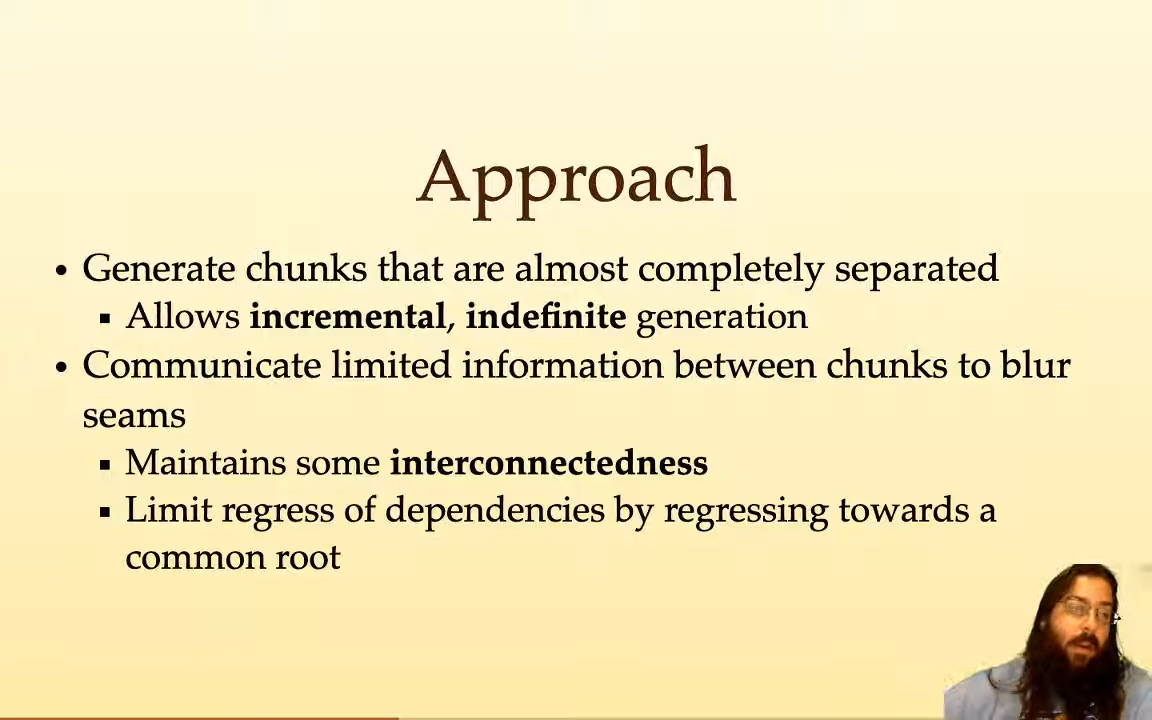 Approach
• Generate chunks that are almost completely separated
▪ Allows incremental, indefinite generation
• Communicate limited information between chunks to blur
seams
▪ Maintains some interconnectedness
▪ Limit regress of dependencies by regressing towards a
common root